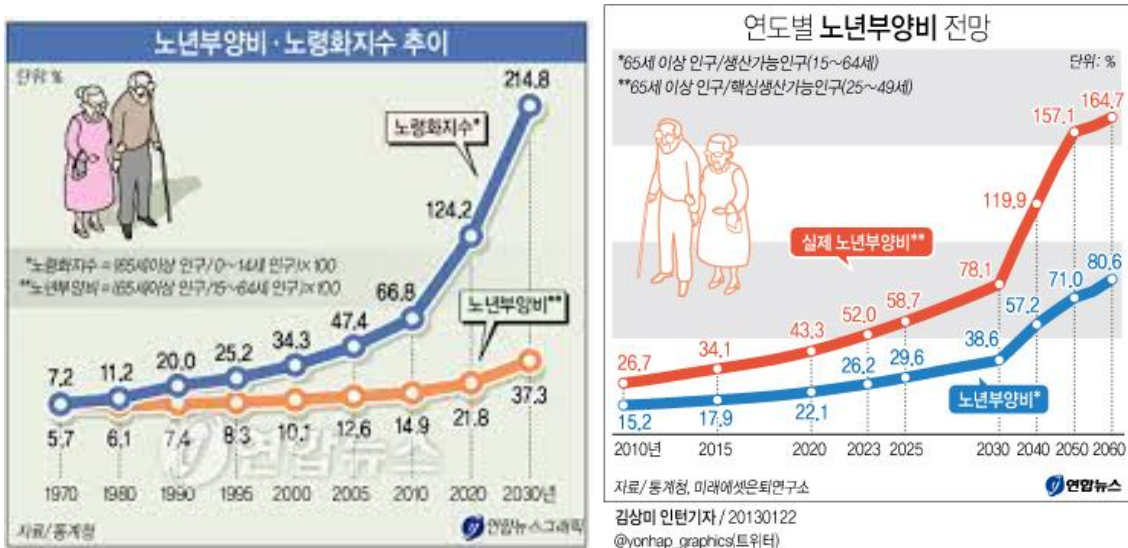 노년부양비·노령화지수 추이
단위: %
214.8
노령화지수*
124.2
*노령화지수 = (65세이상 인구/0~14세 인구)×100
**노년부양비 = (65세이상 인구/15~64세 인구)×100
66.8
노년부양비**
47.4
34.3
25.2
20.0
11.2
7.2
37.3
5.7 6.1 7.4 8.3 10.1 12.6 14.9 21.8
연합뉴스
1970 1980 1990 1995 2000 2005 2010 2020 2030년
자료/통계청
연합뉴스그래픽
연도별 노년부양비 전망
*65세 이상 인구/생산가능인구(15~64세)
단위: %
**65세 이상 인구/핵심생산가능인구(25~49세)
157.1 164.7
119.9
실제 노년부양비**
78.1
80.6
71.0
58.7
57.2
52.0
43.3
38.6
34.1
26.7
26.2 29.6
노년부양비*
15.2 17.9 22.1
2010년 2015 2020 2023 2025 2030 2040 2050 2060
자료/ 통계청, 미래에셋은퇴연구소
연합뉴스
김상미 인턴기자 / 20130122
@yonhap_graphics(트위터)